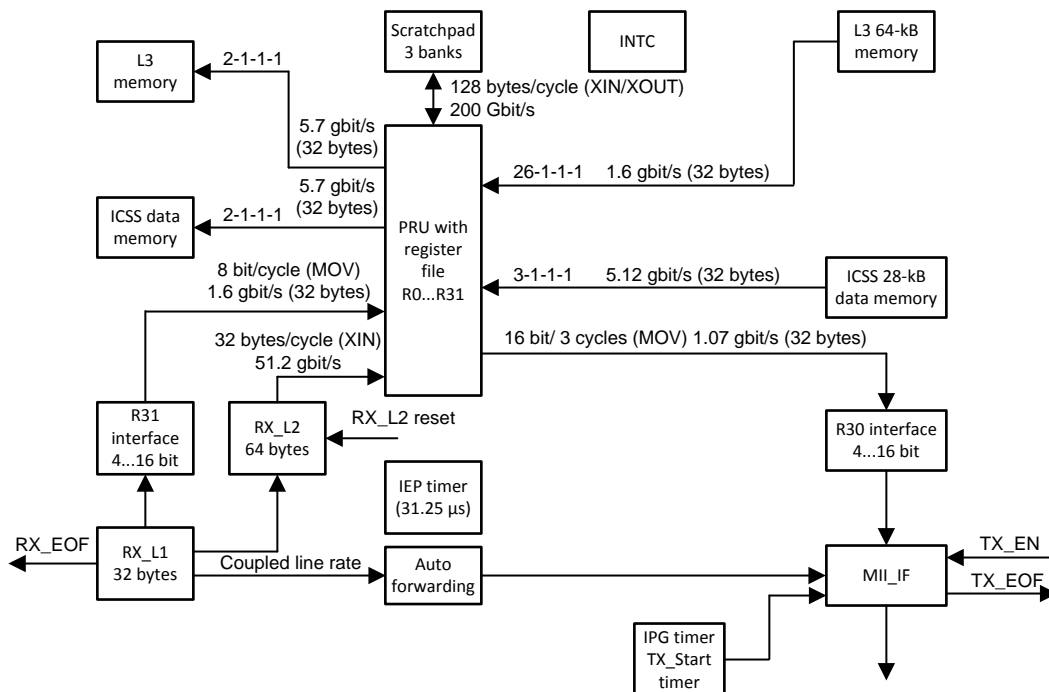 Scratchpad
3 banks
INTC
L3 64-kB
memory
L3
memory
2-1-1-1
128 bytes/cycle (XIN/XOUT)
200 Gbit/s
5.7 gbit/s
(32 bytes)
26-1-1-1 1.6 gbit/s (32 bytes)
5.7 gbit/s
(32 bytes)
ICSS data
memory
2-1-1-1
PRU with
register
file
R0...R31
8 bit/cycle (MOV)
1.6 gbit/s (32 bytes)
3-1-1-1 5.12 gbit/s (32 bytes)
ICSS 28-kB
data memory
32 bytes/cycle (XIN)
51.2 gbit/s
16 bit/ 3 cycles (MOV) 1.07 gbit/s (32 bytes)
R31
interface
4...16 bit
RX_L2
64 bytes
RX_L2 reset
R30 interface
4...16 bit
IEP timer
(31.25 µs)
RX_EOF
RX_L1
32 bytes
Coupled line rate
Auto
forwarding
MII_IF
TX_EN
TX_EOF
IPG timer
TX_Start
timer